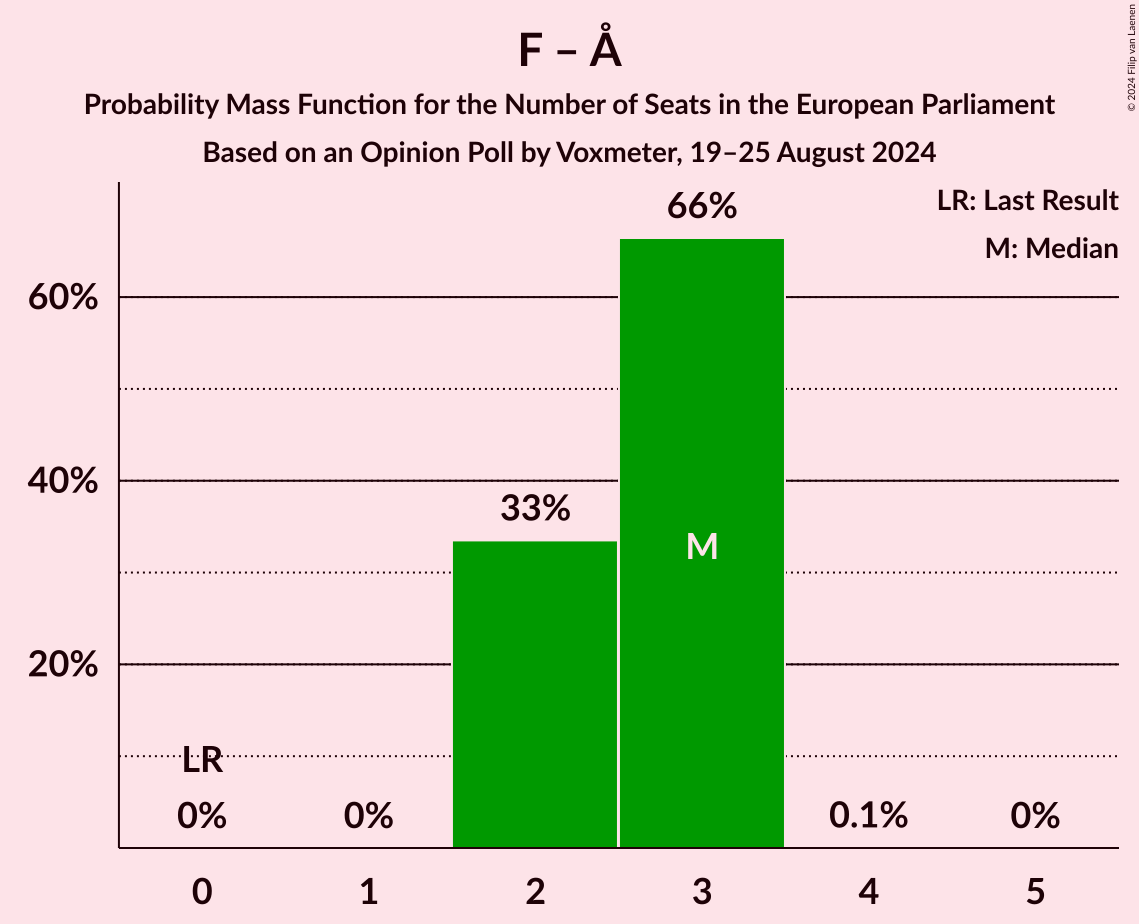 F – Å
Probability Mass Function for the Number of Seats in the European Parliament
Based on an Opinion Poll by Voxmeter, 19–25 August 2024
© 2024 Filip van Laenen
LR: Last Result
M: Median
66%
60%
40%
33%
M
20%
LR
0%
0%
0.1%
0%
0
1
2
3
4
5